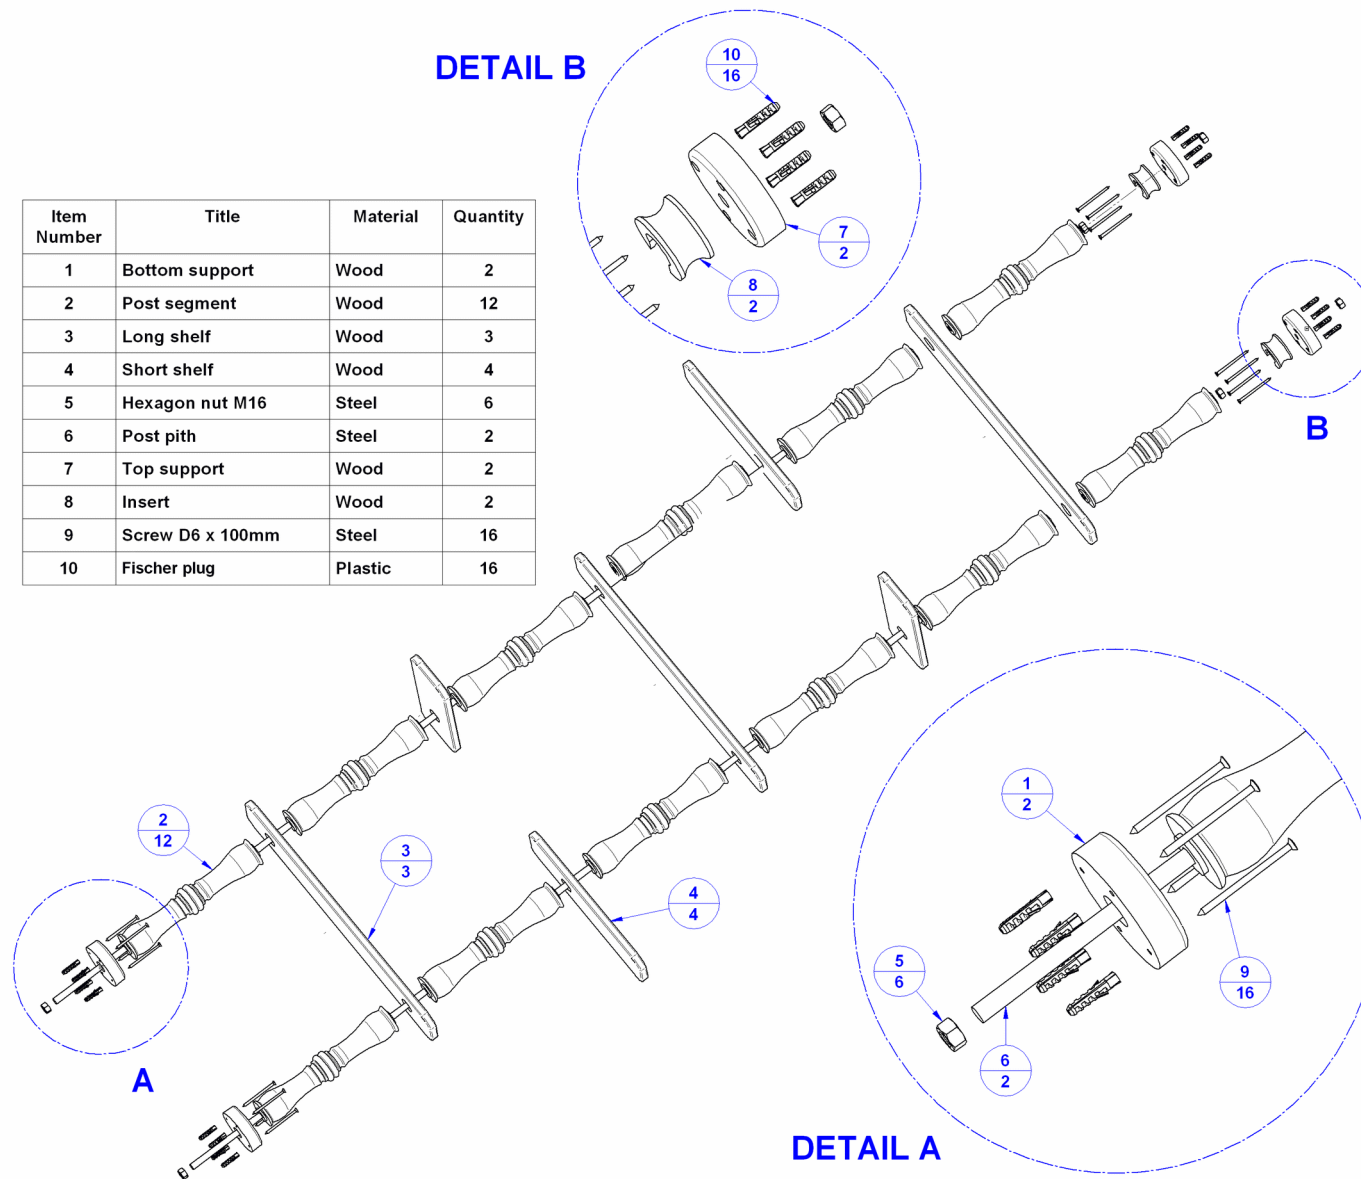 DETAIL B
10
16
7
2
8
2
Item Number Title Material Quantity
1 Bottom support Wood 2
2 Post segment Wood 12
3 Long shelf Wood 3
4 Short shelf Wood 4
5 Hexagon nut M16 Steel 6
6 Post pith Steel 2
7 Top support Wood 2
8 Insert Wood 2
9 Screw D6 x 100mm Steel 16
10 Fischer plug Plastic 16
B
2
12
3
3
4
4
A
1
2
5
6
9
16
6
2
DETAIL A